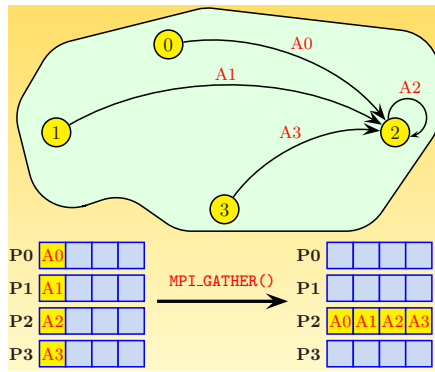 0
A0
A1
A2
1
2
A3
3
P0 A0
P0
MPI_GATHER()
P1 A1
P1
P2 A2
P2 A0 A1 A2 A3
P3 A3
P3